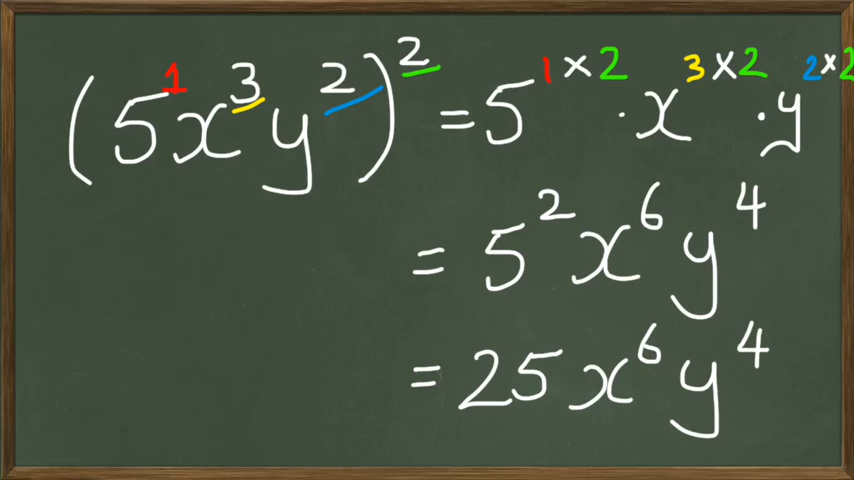 (5¹x³y²)² = 5^{1×2} · x^{3×2} · y^{2×2}
= 5²x⁶y⁴
= 25x⁶y⁴